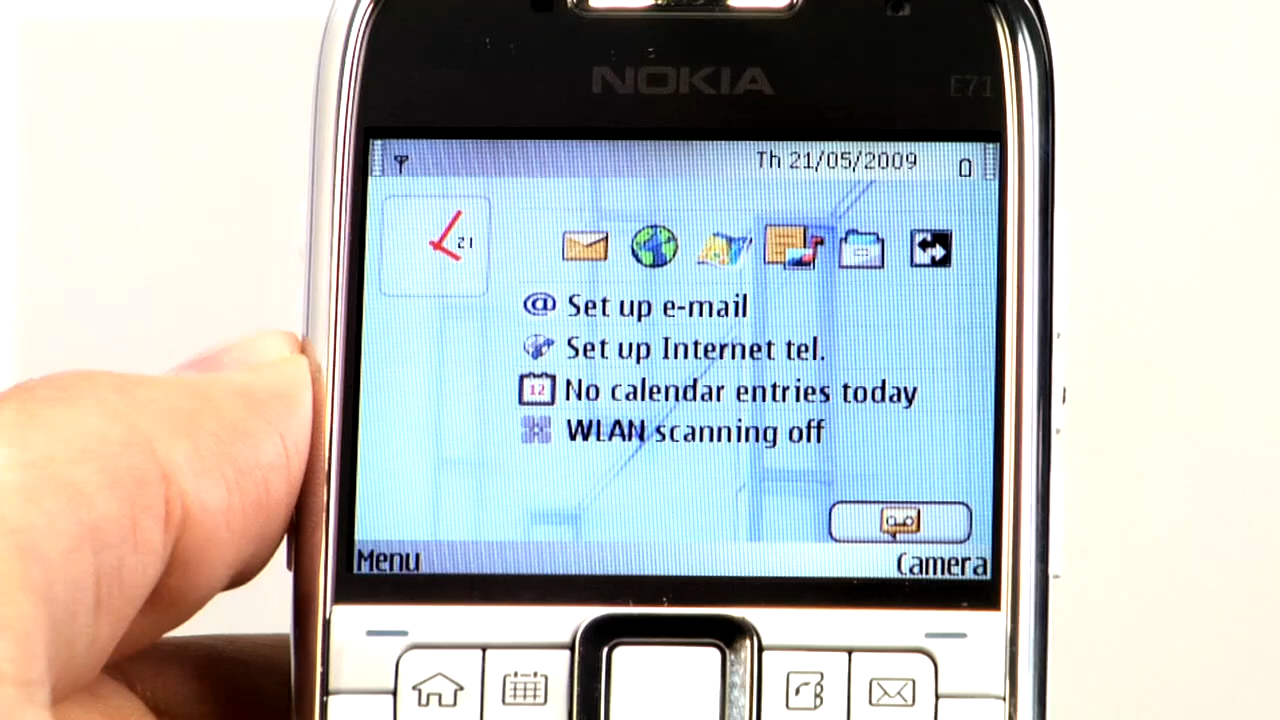 NOKIA
E71
Th 21/05/2009
21
@ Set up e-mail
Set up Internet tel.
12 No calendar entries today
WLAN scanning off
Menu
Camera